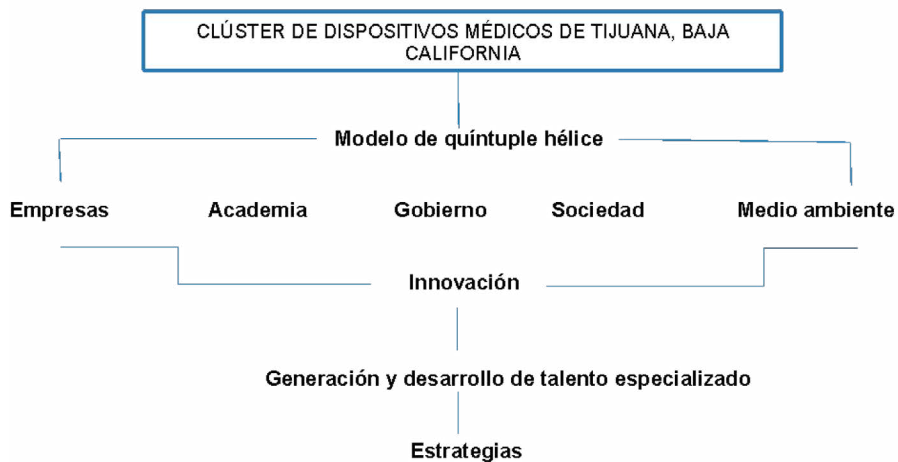 CLÚSTER DE DISPOSITIVOS MÉDICOS DE TIJUANA, BAJA
CALIFORNIA
Modelo de quíntuple hélice
Empresas Academia Gobierno Sociedad Medio ambiente
Innovación
Generación y desarrollo de talento especializado
Estrategias